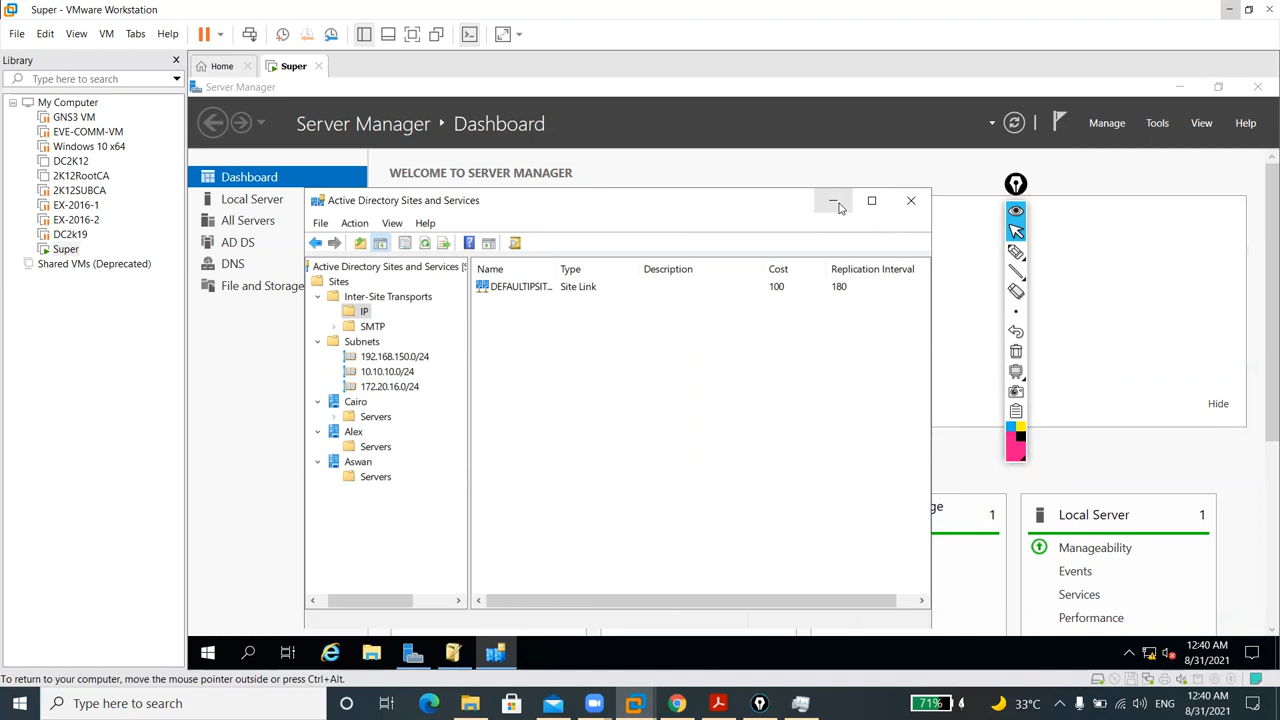 Super - VMware Workstation
File Edit View VM Tabs Help
Library
Type here to search
My Computer
GNS3 VM
EVE-COMM-VM
Windows 10 x64
DC2K12
2K12RootCA
2K12SUBCA
EX-2016-1
EX-2016-2
DC2k19
Super
Shared VMs (Deprecated)
Home
Super
Server Manager
Server Manager Dashboard
Manage Tools View Help
Dashboard
Local Server
All Servers
AD DS
DNS
File and Storage
WELCOME TO SERVER MANAGER
Active Directory Sites and Services
File Action View Help
Active Directory Sites and Services [
Sites
Inter-Site Transports
IP
SMTP
Subnets
192.168.150.0/24
10.10.10.0/24
172.20.16.0/24
Cairo
Servers
Alex
Servers
Aswan
Servers
Name Type Description Cost Replication Interval
DEFAULTIPSIT... Site Link 100 180
Hide
ge 1
Local Server 1
Manageability
Events
Services
Performance
12:40 AM
8/31/2021
To return to your computer, move the mouse pointer outside or press Ctrl+Alt.
Type here to search
71%
4
33°C
ENG
12:40 AM
8/31/2021